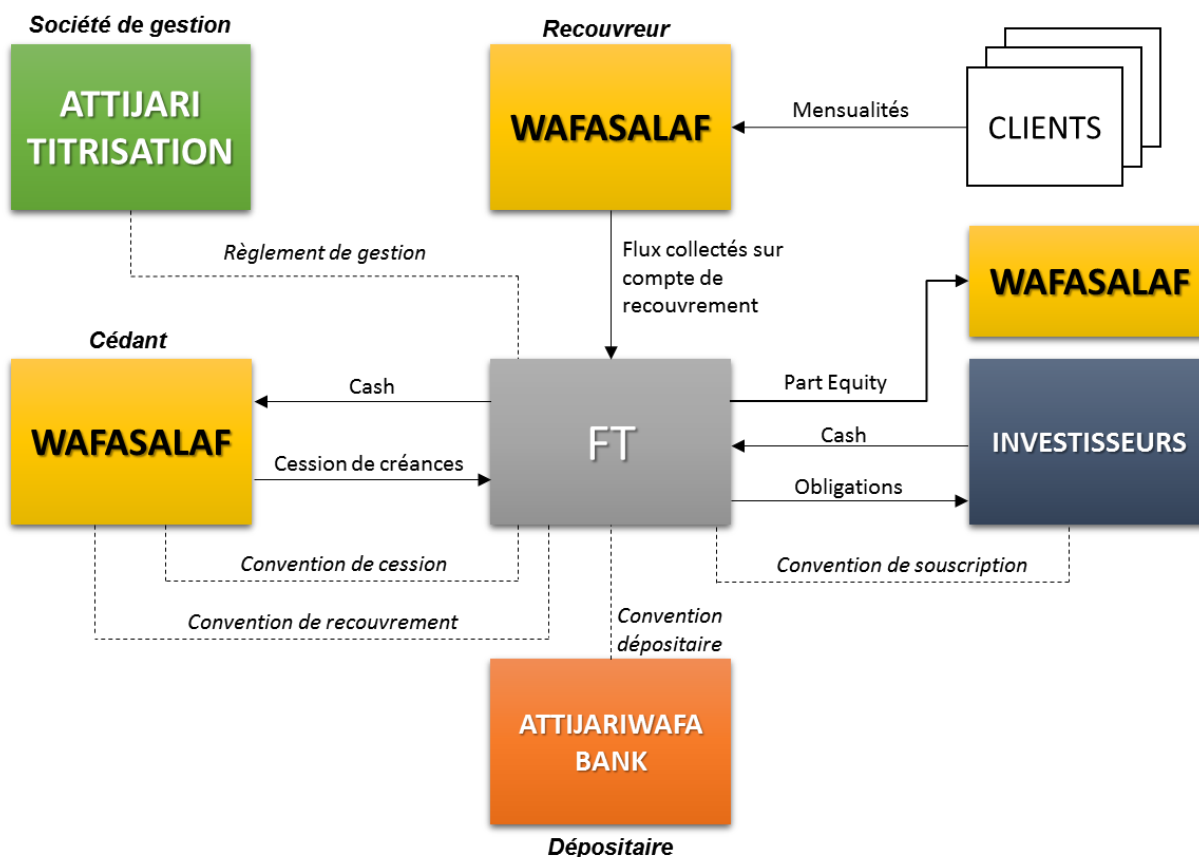 Société de gestion
ATTIJARI
TITRISATION
Recouvreur
WAFASALAF
Mensualités
CLIENTS
Règlement de gestion
Flux collectés sur
compte de
recouvrement
WAFASALAF
Cédant
WAFASALAF
Cash
Cession de créances
FT
Part Equity
Cash
Obligations
INVESTISSEURS
Convention de cession
Convention de recouvrement
Convention
dépositaire
Convention de souscription
ATTIJARIWAFA
BANK
Dépositaire